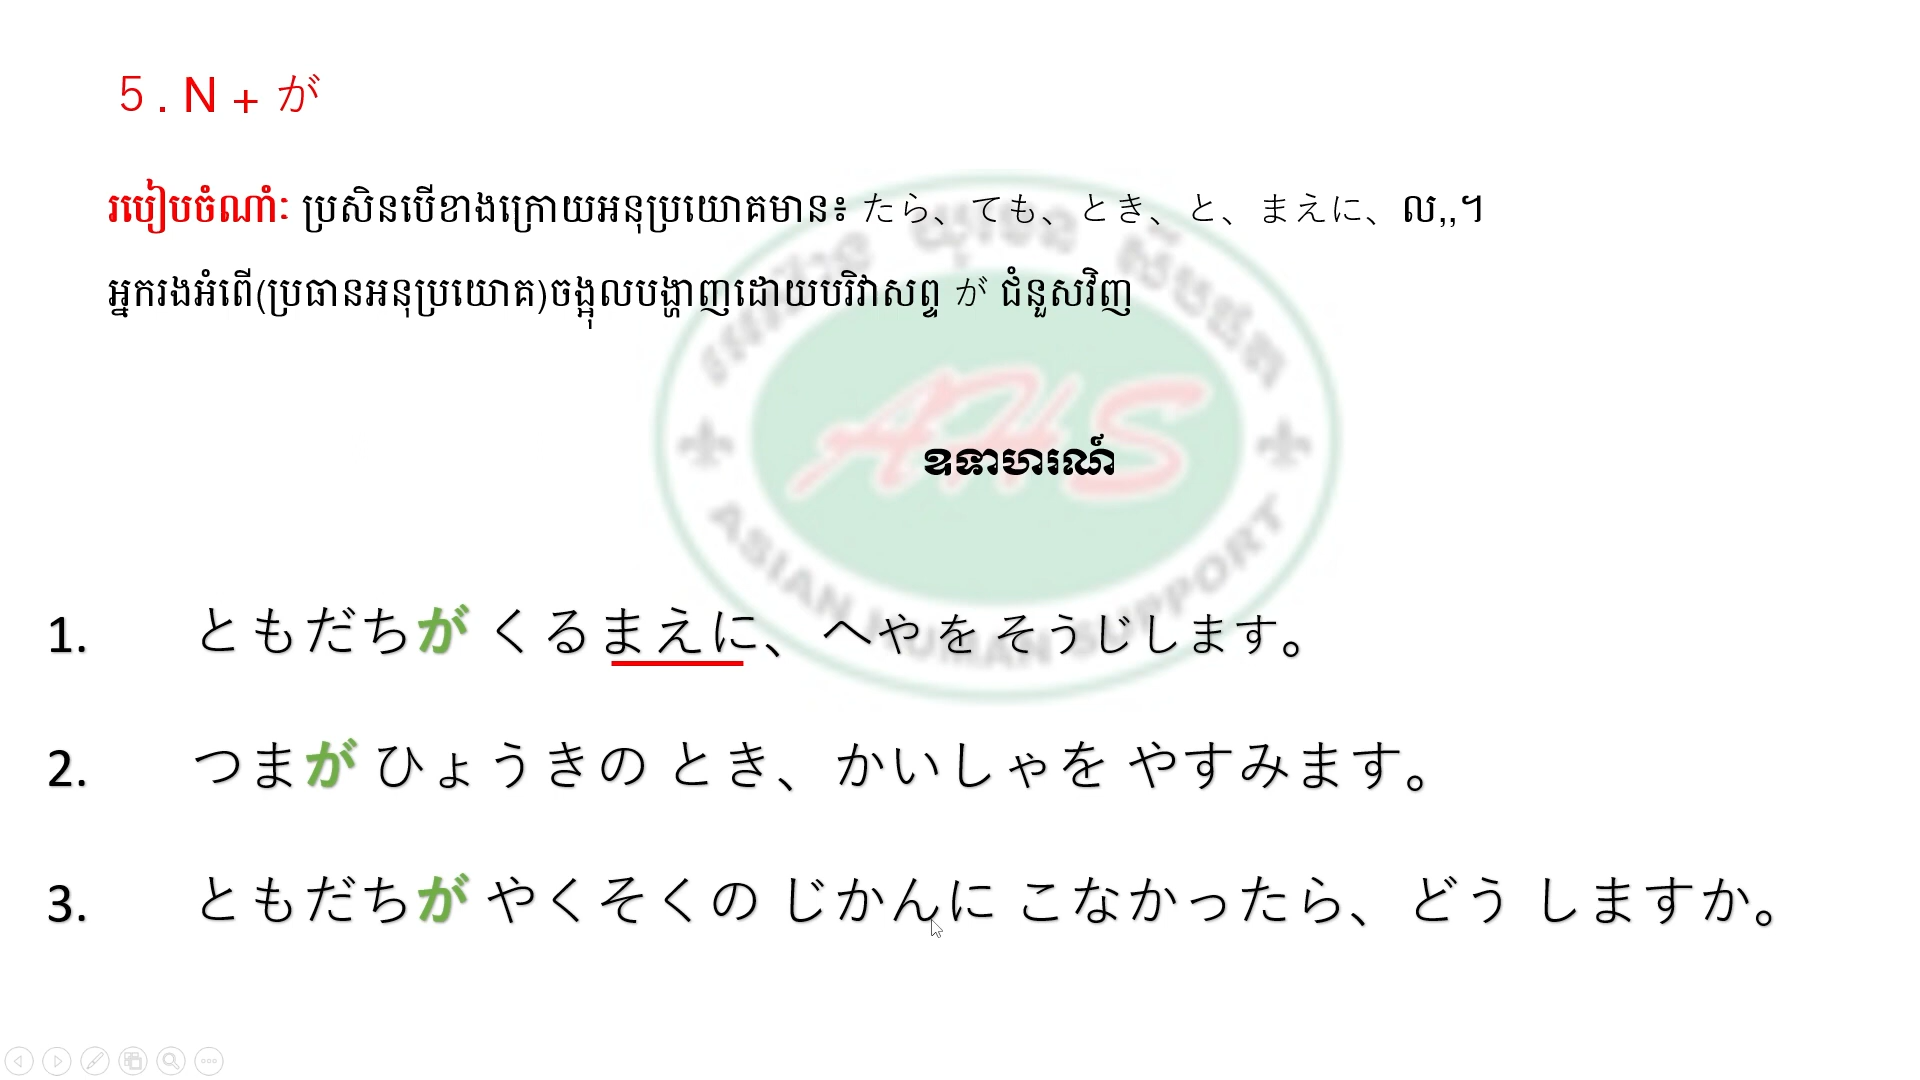 ５. N + が
របៀបចំណាំ: ប្រសិនបើខាងក្រោយអនុប្រយោគមាន៖ たら、ても、とき、と、まえに、ល,,។
អ្នករងអំពើ(ប្រធានអនុប្រយោគ)ចង្អុលបង្ហាញដោយបរិវាសព្ទ が ជំនួសវិញ
ឧទាហរណ៍
AHS
ASIAN HUMAN SUPPORT
1. ともだちが くるまえに、 へや を そうじします。
2. つまが ひょうきの とき、かいしゃを やすみます。
3. ともだちが やくそくの じかんに こなかったら、どう しますか。